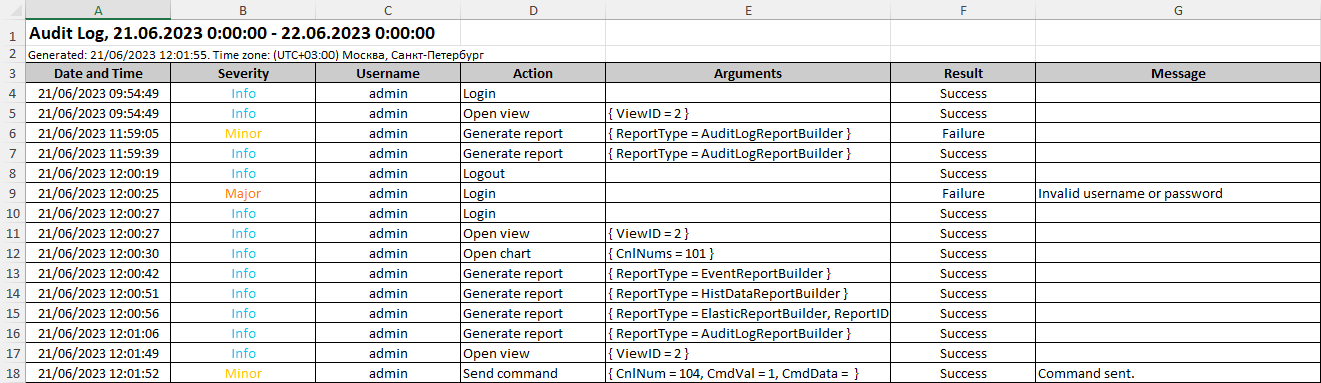 A B C D E F G
1 Audit Log, 21.06.2023 0:00:00 - 22.06.2023 0:00:00
2 Generated: 21/06/2023 12:01:55. Time zone: (UTC+03:00) Москва, Санкт-Петербург
3 Date and Time Severity Username Action Arguments Result Message
4 21/06/2023 09:54:49 Info admin Login Success
5 21/06/2023 09:54:49 Info admin Open view { ViewID = 2 } Success
6 21/06/2023 11:59:05 Minor admin Generate report { ReportType = AuditLogReportBuilder } Failure
7 21/06/2023 11:59:39 Info admin Generate report { ReportType = AuditLogReportBuilder } Success
8 21/06/2023 12:00:19 Info admin Logout Success
9 21/06/2023 12:00:25 Major admin Login Failure Invalid username or password
10 21/06/2023 12:00:27 Info admin Login Success
11 21/06/2023 12:00:27 Info admin Open view { ViewID = 2 } Success
12 21/06/2023 12:00:30 Info admin Open chart { CnlNums = 101 } Success
13 21/06/2023 12:00:42 Info admin Generate report { ReportType = EventReportBuilder } Success
14 21/06/2023 12:00:51 Info admin Generate report { ReportType = HistDataReportBuilder } Success
15 21/06/2023 12:00:56 Info admin Generate report { ReportType = ElasticReportBuilder, ReportID Success
16 21/06/2023 12:01:06 Info admin Generate report { ReportType = AuditLogReportBuilder } Success
17 21/06/2023 12:01:49 Info admin Open view { ViewID = 2 } Success
18 21/06/2023 12:01:52 Minor admin Send command { CnlNum = 104, CmdVal = 1, CmdData = } Success Command sent.